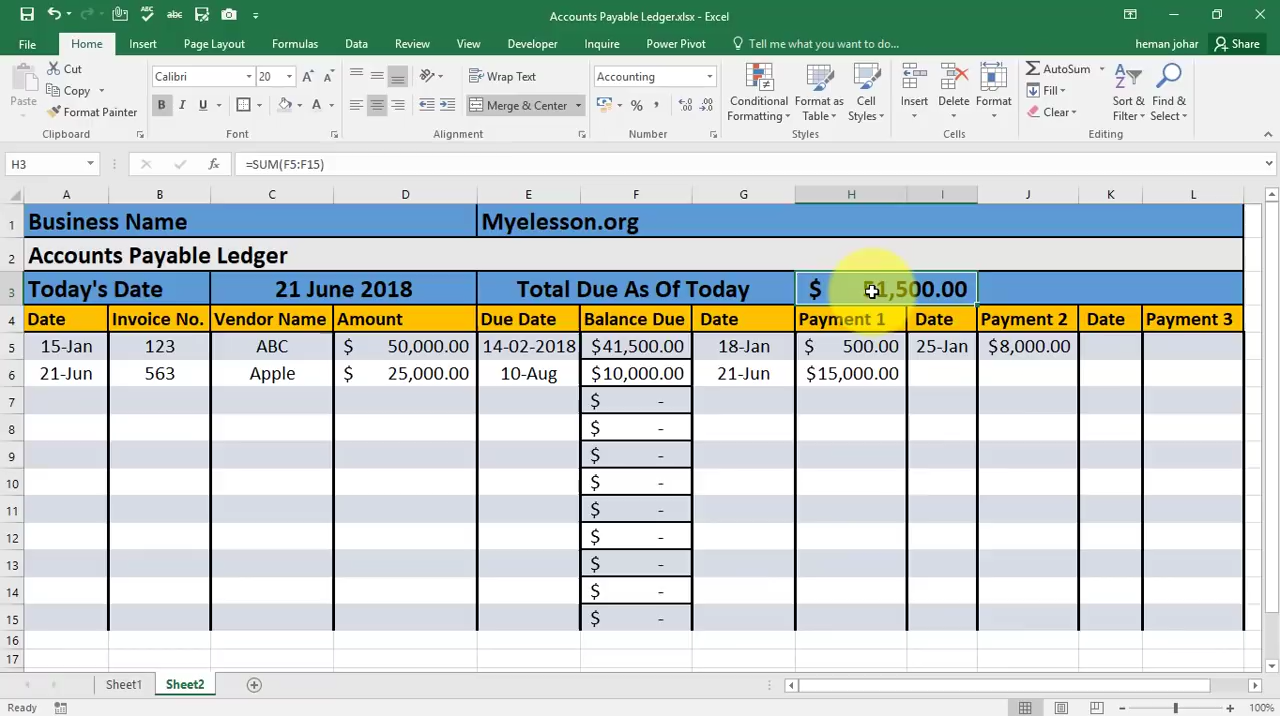 Accounts Payable Ledger.xlsx - Excel
File Home Insert Page Layout Formulas Data Review View Developer Inquire Power Pivot Tell me what you want to do... heman johar Share
Paste Cut Copy Format Painter Clipboard
Calibri 20 B I U Font
Wrap Text Merge & Center Alignment
Accounting % , Number
Conditional Formatting Format as Table Cell Styles Styles
Insert Delete Format Cells
AutoSum Fill Clear Sort & Filter Find & Select Editing
H3 fx =SUM(F5:F15)
A B C D E F G H I J K L
1 Business Name Myelesson.org
2 Accounts Payable Ledger
3 Today's Date 21 June 2018 Total Due As Of Today $ 51,500.00
4 Date Invoice No. Vendor Name Amount Due Date Balance Due Date Payment 1 Date Payment 2 Date Payment 3
5 15-Jan 123 ABC $ 50,000.00 14-02-2018 $41,500.00 18-Jan $ 500.00 25-Jan $8,000.00
6 21-Jun 563 Apple $ 25,000.00 10-Aug $10,000.00 21-Jun $15,000.00
7 $ -
8 $ -
9 $ -
10 $ -
11 $ -
12 $ -
13 $ -
14 $ -
15 $ -
16
17
Sheet1 Sheet2
Ready 100%